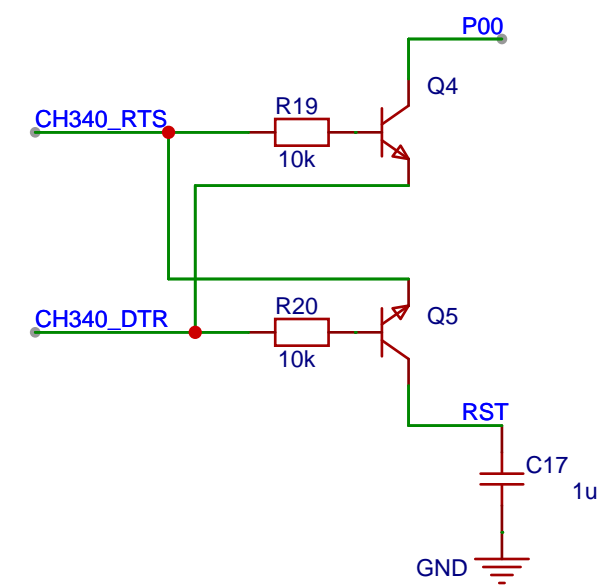 P00
Q4
R19
CH340_RTS
10k
R20
Q5
CH340_DTR
10k
RST
C17
1u
GND